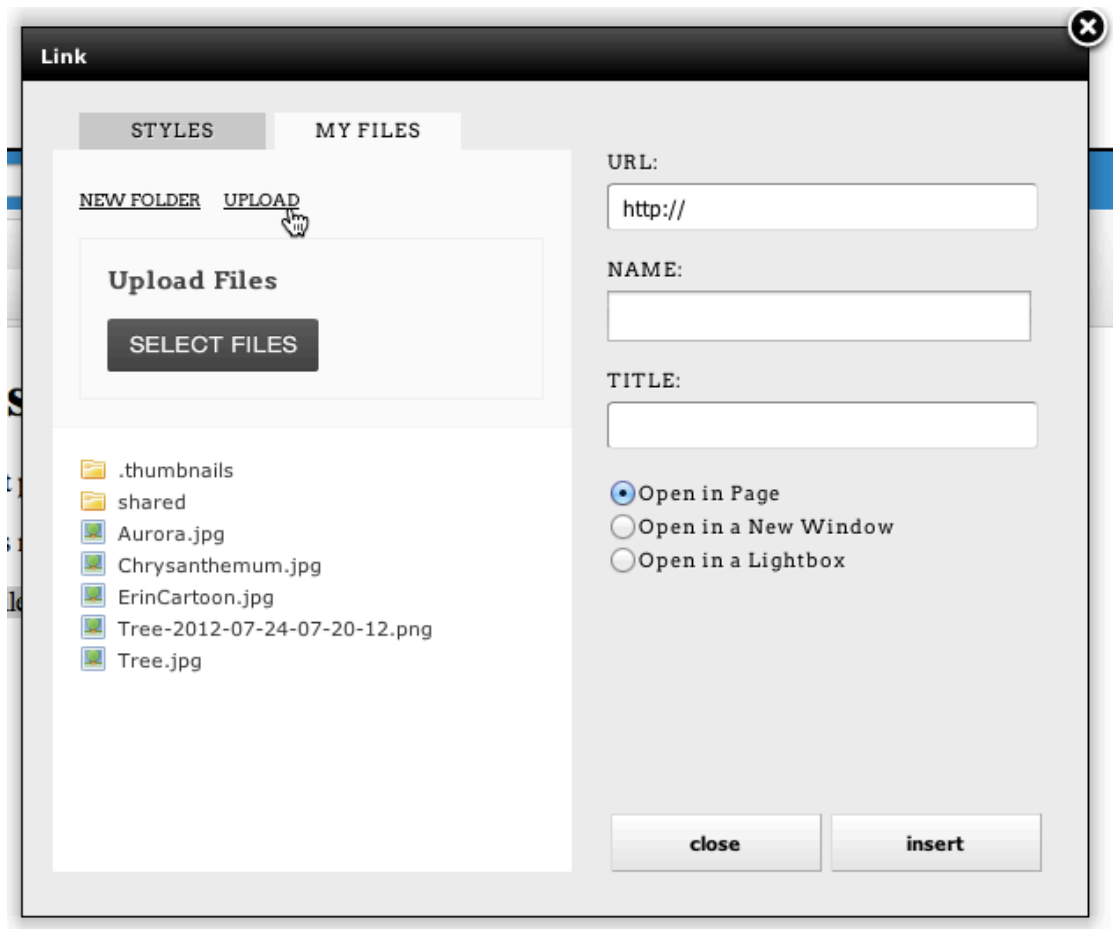 Link
STYLES
MY FILES
NEW FOLDER UPLOAD
Upload Files
SELECT FILES
.thumbnails
shared
Aurora.jpg
Chrysanthemum.jpg
ErinCartoon.jpg
Tree-2012-07-24-07-20-12.png
Tree.jpg
URL:
http://
NAME:
TITLE:
Open in Page
Open in a New Window
Open in a Lightbox
close
insert